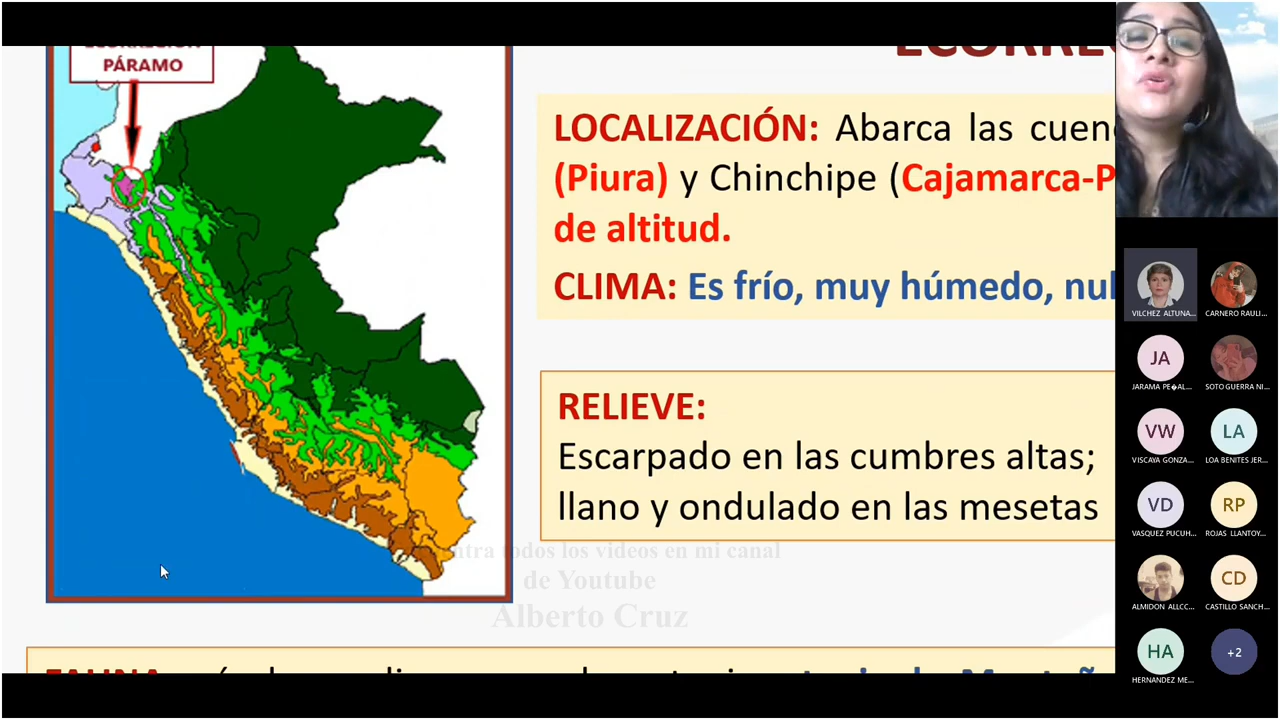 PÁRAMO
LOCALIZACIÓN: Abarca las cuen
(Piura) y Chinchipe (Cajamarca-P
de altitud.
CLIMA: Es frío, muy húmedo, nul
RELIEVE:
Escarpado en las cumbres altas;
llano y ondulado en las mesetas
ntra todos los videos en mi canal
de Youtube
Alberto Cruz
VILCHEZ ALTUNA...
CARNERO RAULI...
JA
JARAMA PE�AL...
SOTO GUERRA NI...
VW
VISCAYA GONZA...
LA
LOA BENITES JER...
VD
VASQUEZ PUCUH...
RP
ROJAS LLANTOY...
ALMIDON ALLCC...
CD
CASTILLO SANCH...
HA
HERNANDEZ ME...
+2